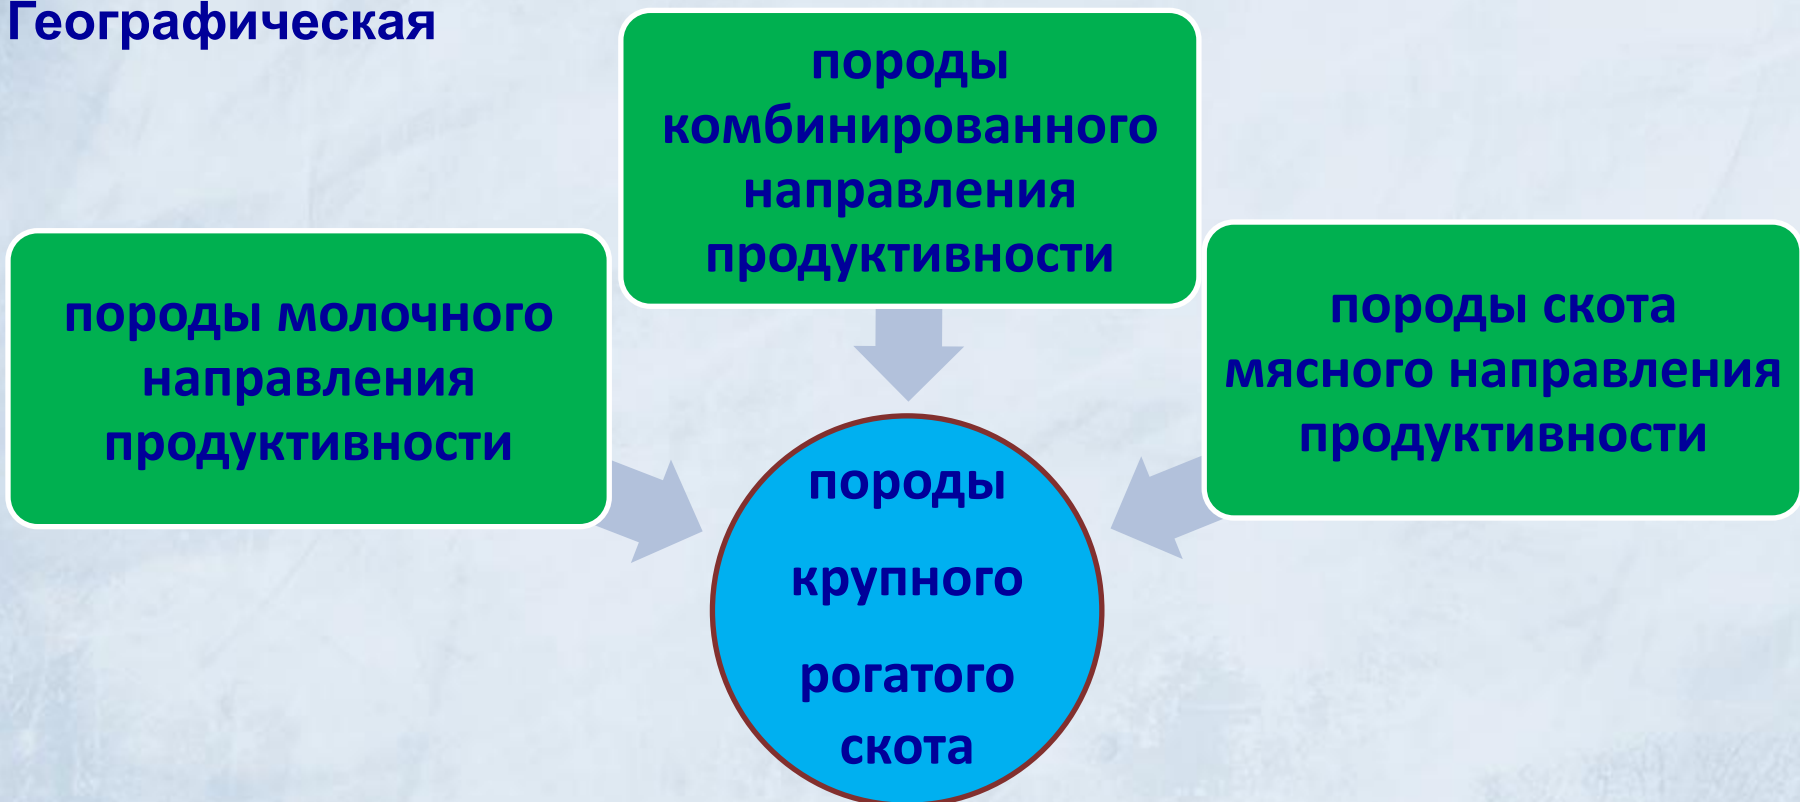 Географическая
породы
комбинированного
направления
продуктивности
породы молочного
направления
продуктивности
породы скота
мясного направления
продуктивности
породы
крупного
рогатого
скота